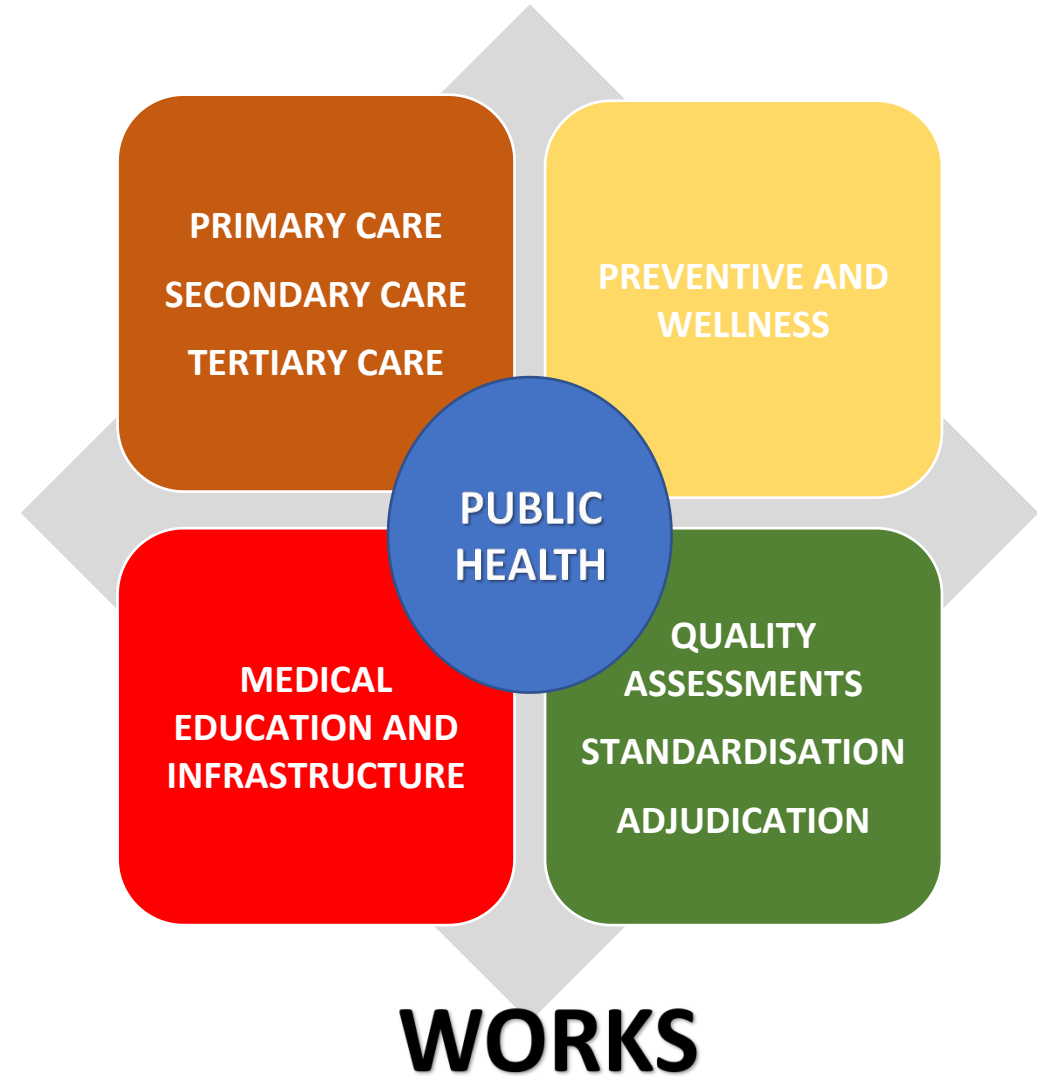 PRIMARY CARE
SECONDARY CARE
TERTIARY CARE
PREVENTIVE AND
WELLNESS
PUBLIC
HEALTH
MEDICAL
EDUCATION AND
INFRASTRUCTURE
QUALITY
ASSESSMENTS
STANDARDISATION
ADJUDICATION
WORKS